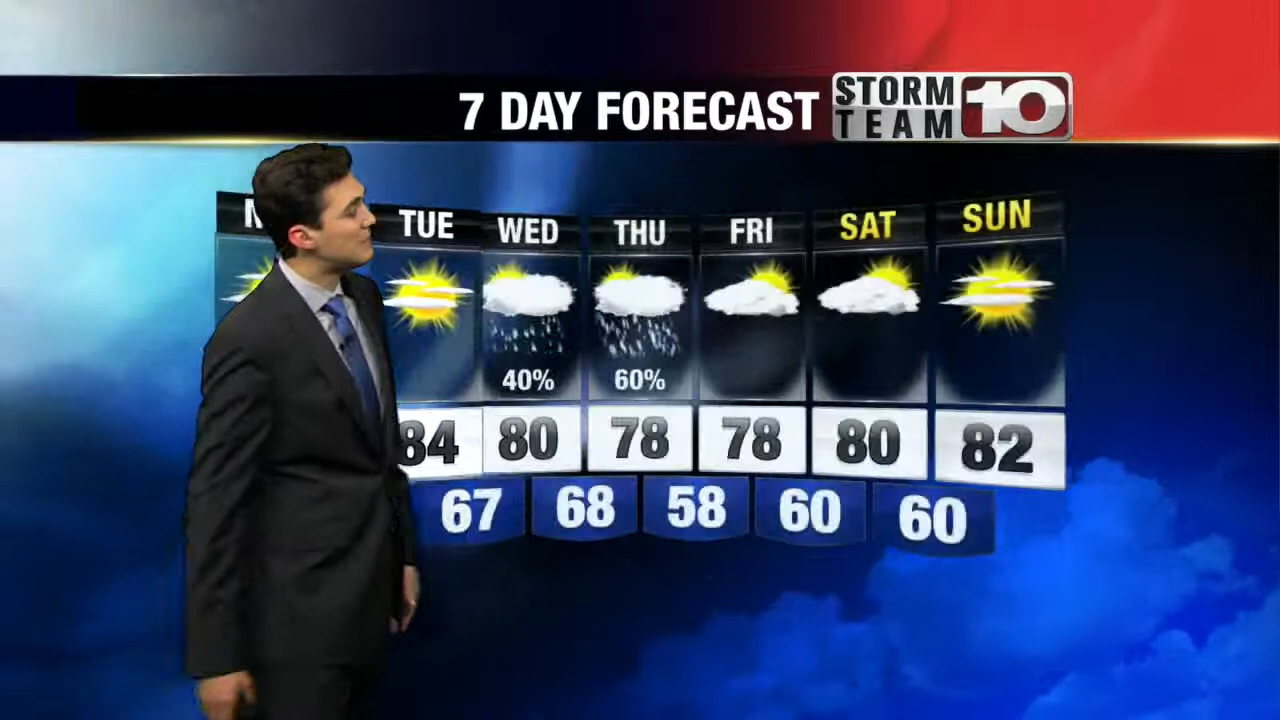 7 DAY FORECAST
STORM
TEAM
10
TUE WED THU FRI SAT SUN
40% 60%
84 80 78 78 80 82
67 68 58 60 60